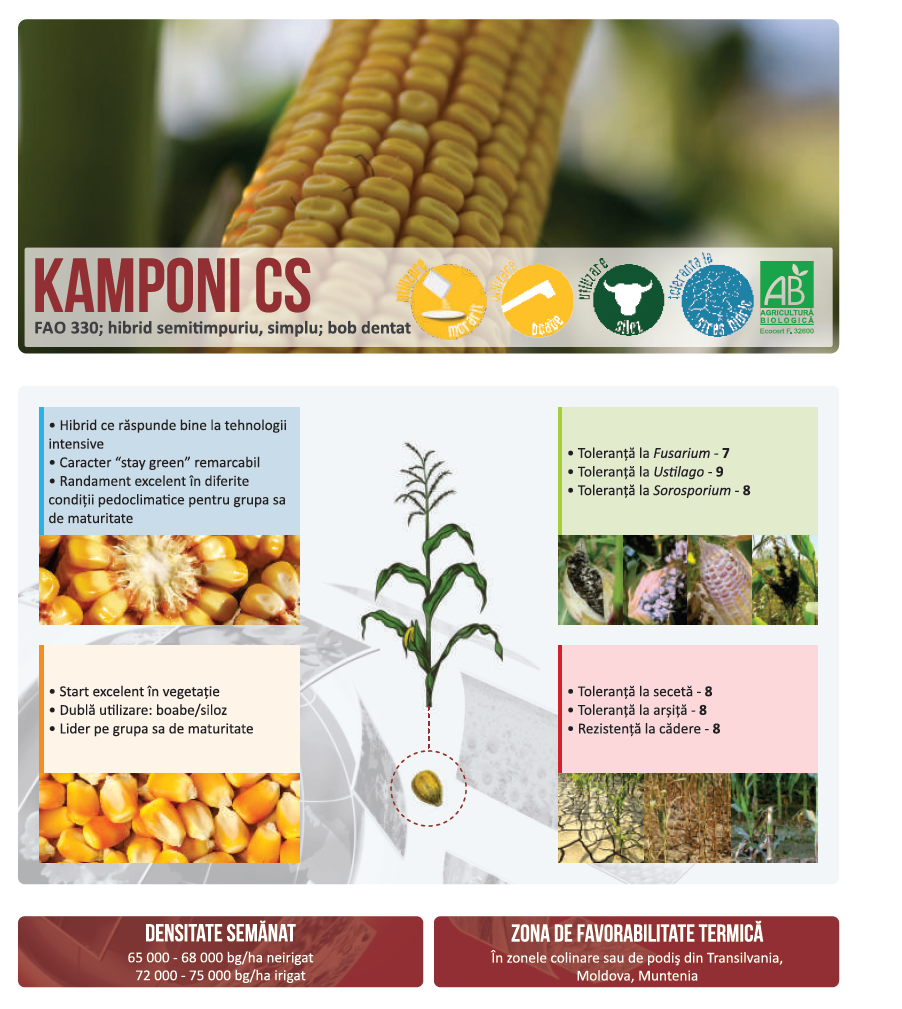 KAMPONI CS
FAO 330; hibrid semitimpuriu, simplu; bob dentat
utilizare
morărit
utilizare
boabe
utilizare
siloz
toleranta la
stres hidric
AB
AGRICULTURĂ
BIOLOGICĂ
Ecocert F. 32600
• Hibrid ce răspunde bine la tehnologii
intensive
• Caracter “stay green” remarcabil
• Randament excelent în diferite
condiții pedoclimatice pentru grupa sa
de maturitate
• Toleranță la Fusarium - 7
• Toleranță la Ustilago - 9
• Toleranță la Sorosporium - 8
• Start excelent în vegetație
• Dublă utilizare: boabe/siloz
• Lider pe grupa sa de maturitate
• Toleranță la secetă - 8
• Toleranță la arșiță - 8
• Rezistență la cădere - 8
DENSITATE SEMĂNAT
65 000 - 68 000 bg/ha neirigat
72 000 - 75 000 bg/ha irigat
ZONA DE FAVORABILITATE TERMICĂ
În zonele colinare sau de podiș din Transilvania,
Moldova, Muntenia